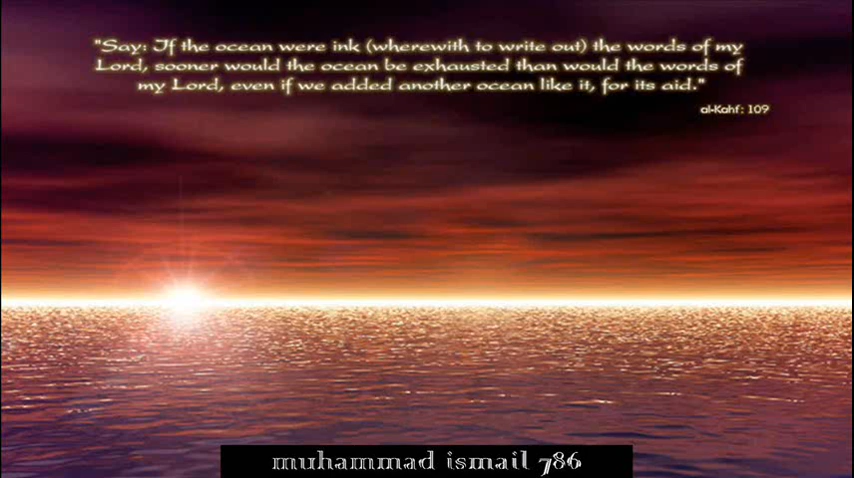 "Say: If the ocean were ink (wherewith to write out) the words of my
Lord, sooner would the ocean be exhausted than would the words of
my Lord, even if we added another ocean like it, for its aid."
al-Kahf: 109
muhammad ismail 786